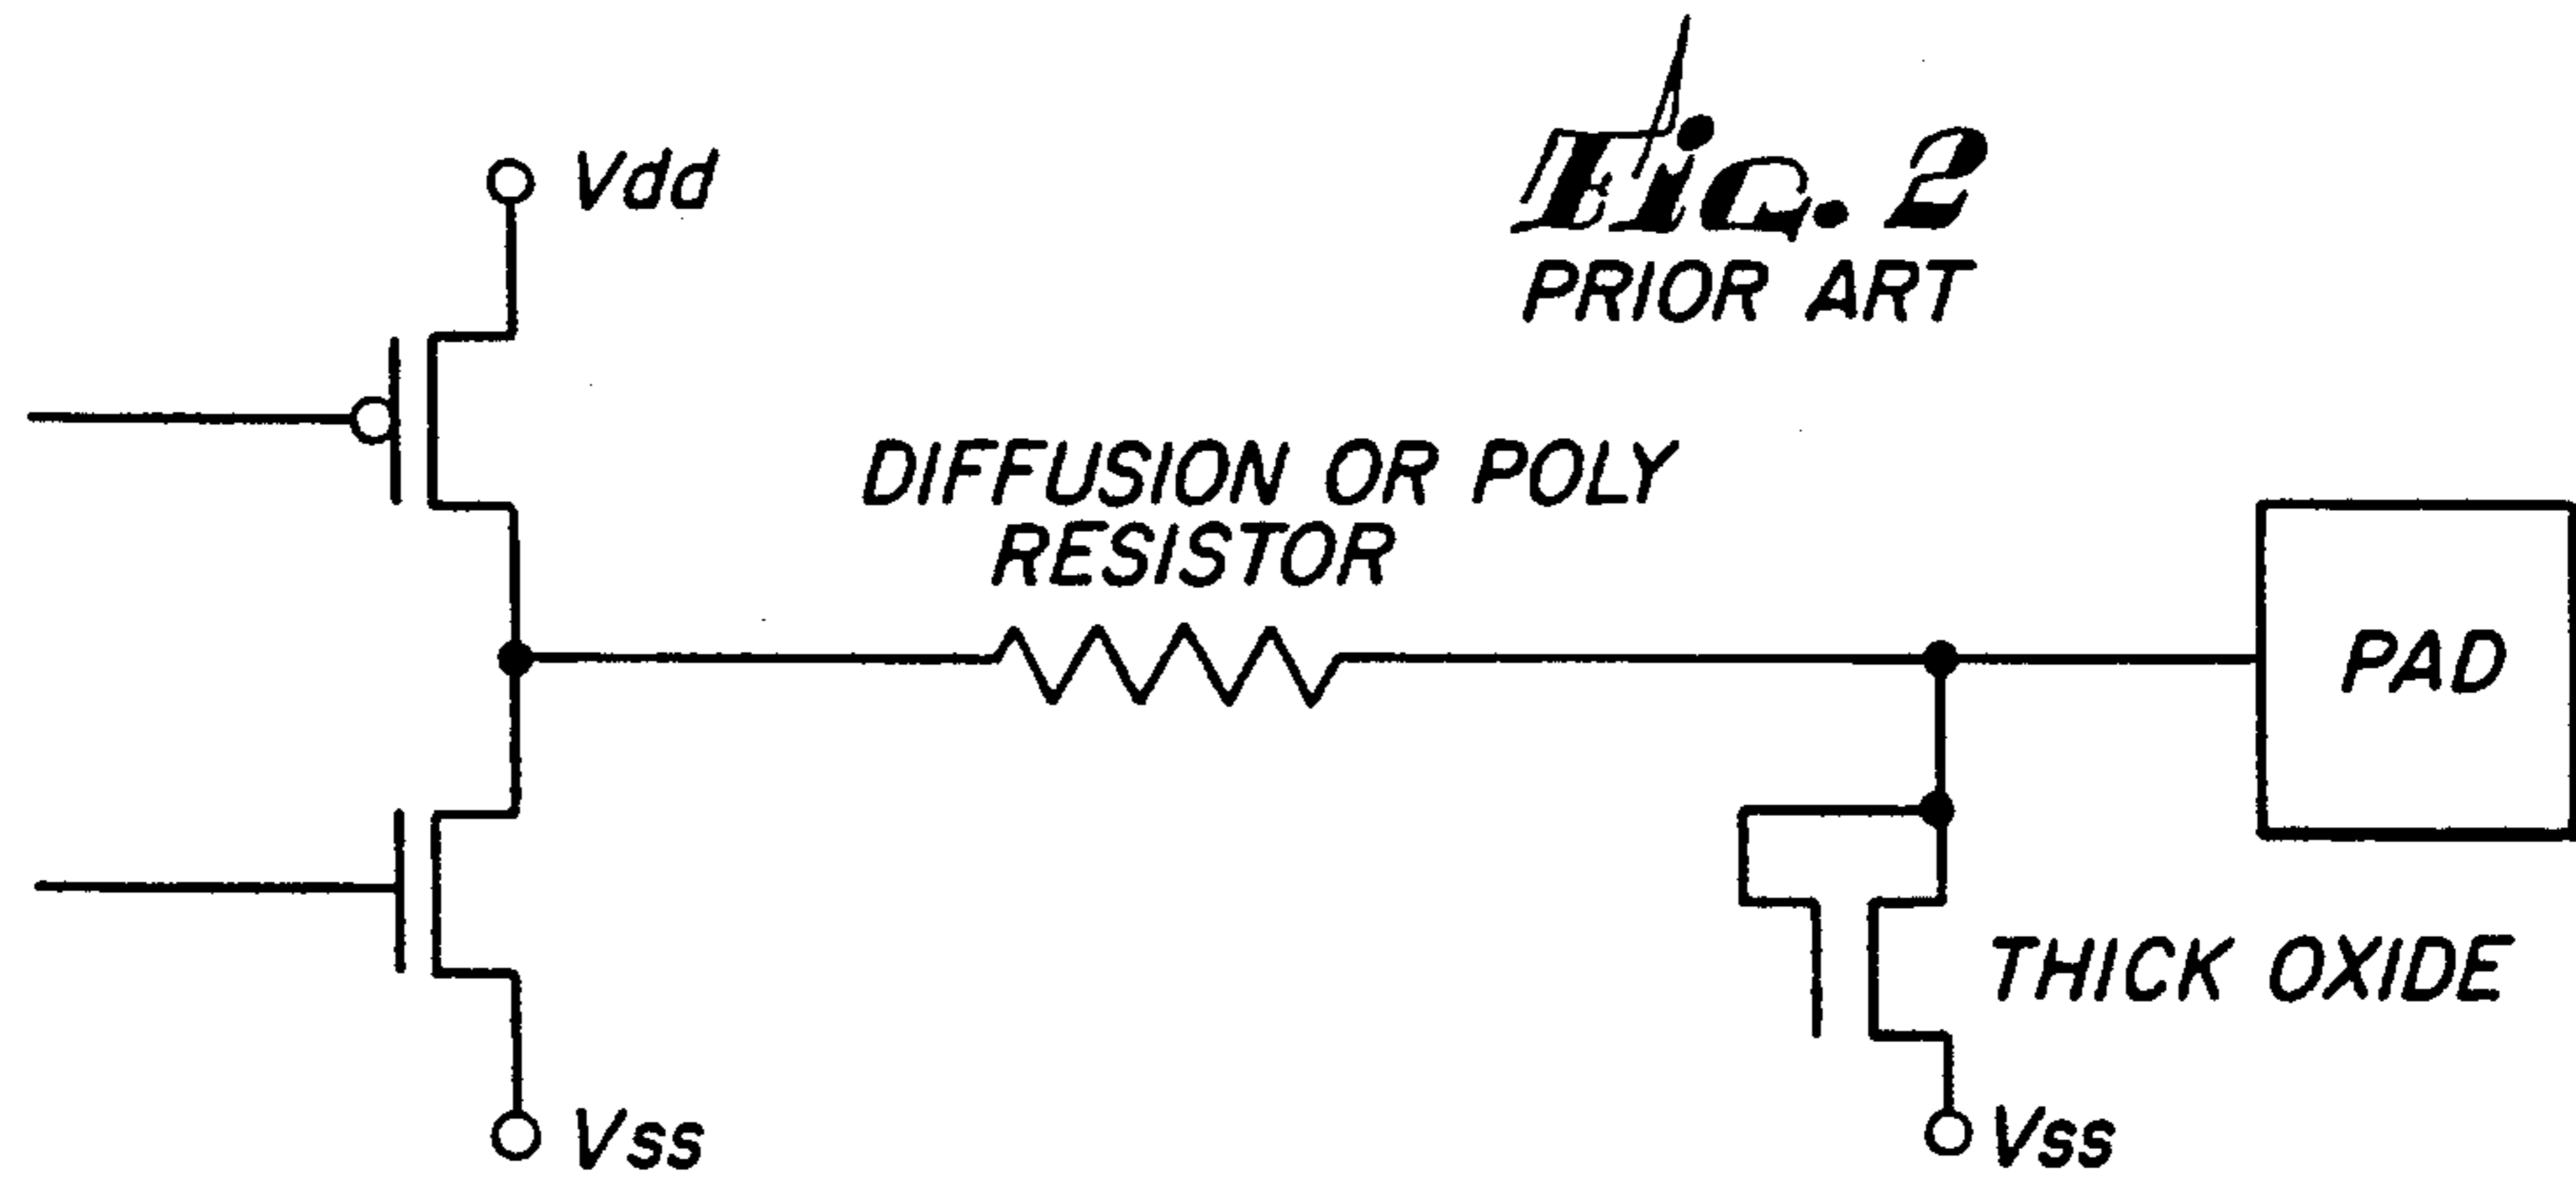 Fig. 2
PRIOR ART
Vdd
DIFFUSION OR POLY
RESISTOR
PAD
THICK OXIDE
Vss
Vss